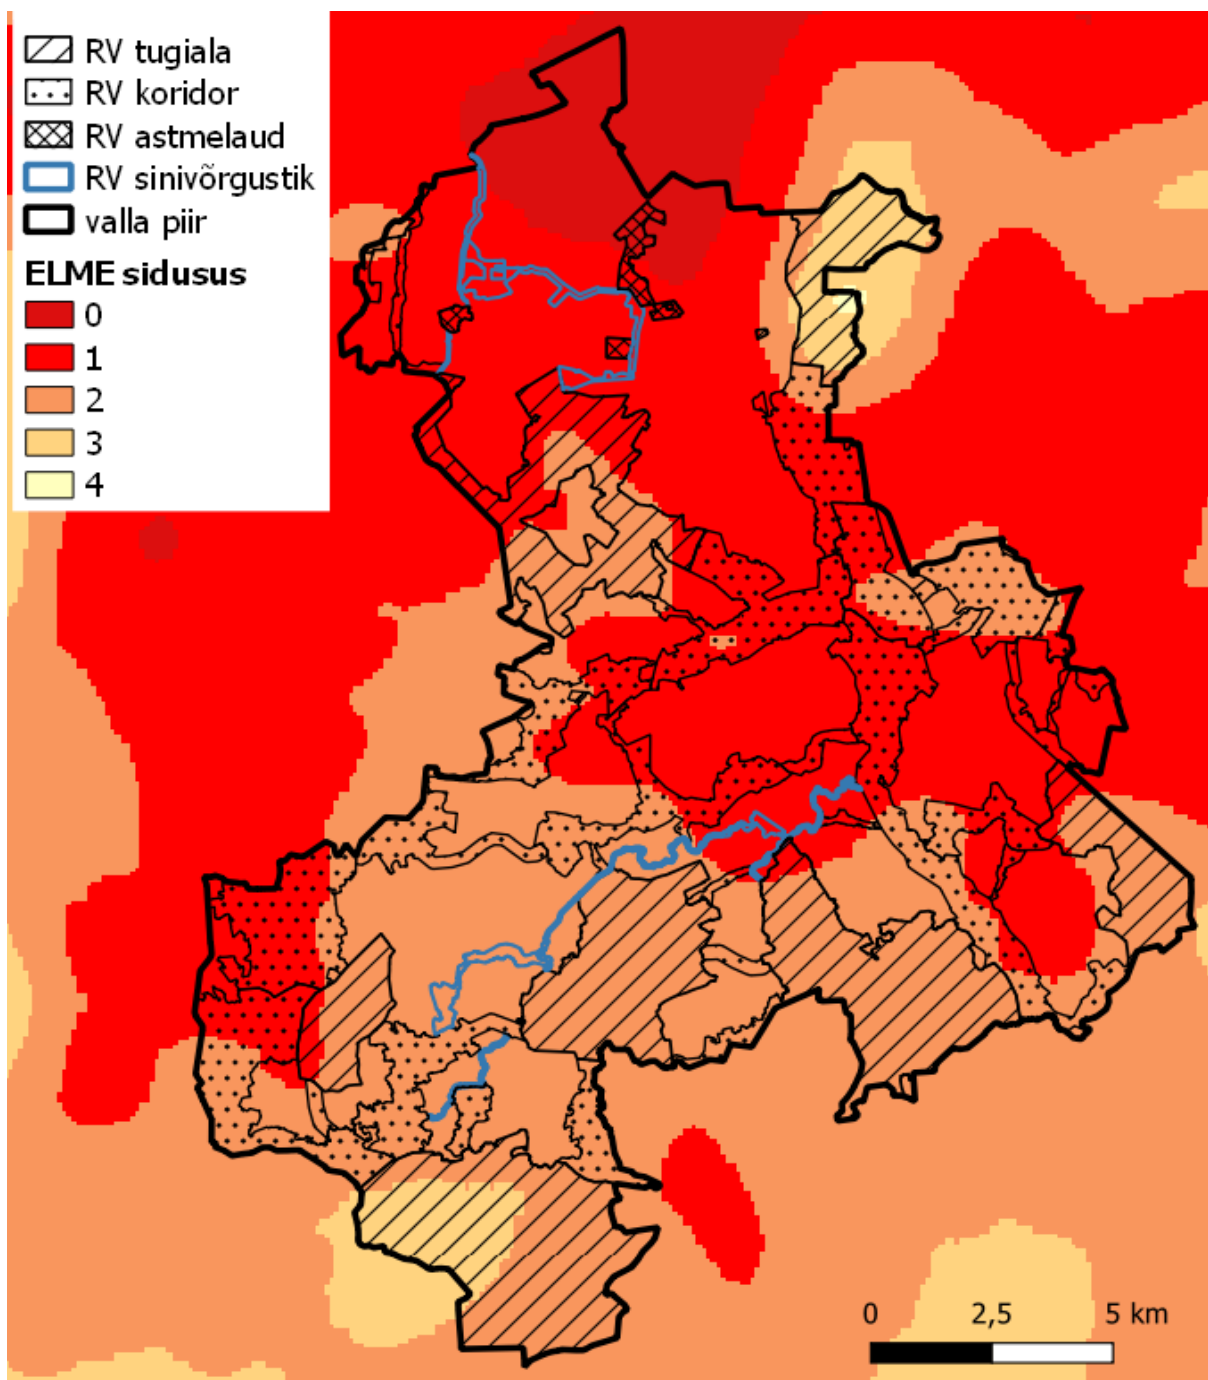 RV tugiala
RV koridor
RV astmelaud
RV sinivõrgustik
valla piir
ELME sidusus
0
1
2
3
4
0 2,5 5 km